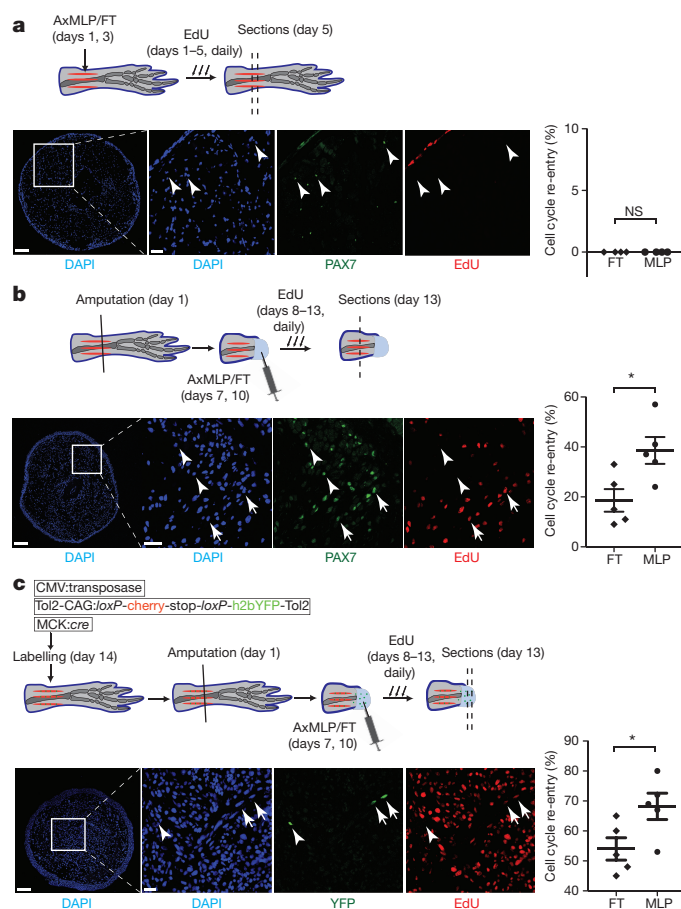 a
AxMLP/FT
(days 1, 3)
EdU
(days 1–5, daily)
Sections (day 5)
DAPI
DAPI
PAX7
EdU
Cell cycle re-entry (%)
10
5
0
NS
FT
MLP
b
Amputation (day 1)
EdU
(days 8–13,
daily)
Sections (day 13)
AxMLP/FT
(days 7, 10)
DAPI
DAPI
PAX7
EdU
Cell cycle re-entry (%)
60
40
20
0
*
FT
MLP
c
CMV:transposase
Tol2-CAG:loxP-cherry-stop-loxP-h2bYFP-Tol2
MCK:cre
Labelling (day 14)
Amputation (day 1)
EdU
(days 8–13,
daily)
Sections (day 13)
AxMLP/FT
(days 7, 10)
DAPI
DAPI
YFP
EdU
Cell cycle re-entry (%)
90
80
70
60
50
40
*
FT
MLP